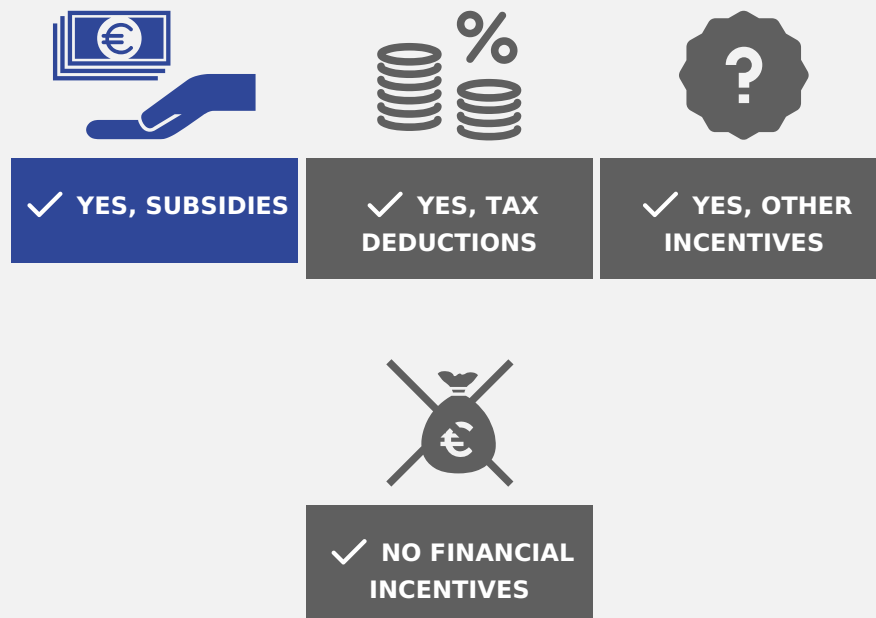 YES, SUBSIDIES
YES, TAX
DEDUCTIONS
YES, OTHER
INCENTIVES
NO FINANCIAL
INCENTIVES